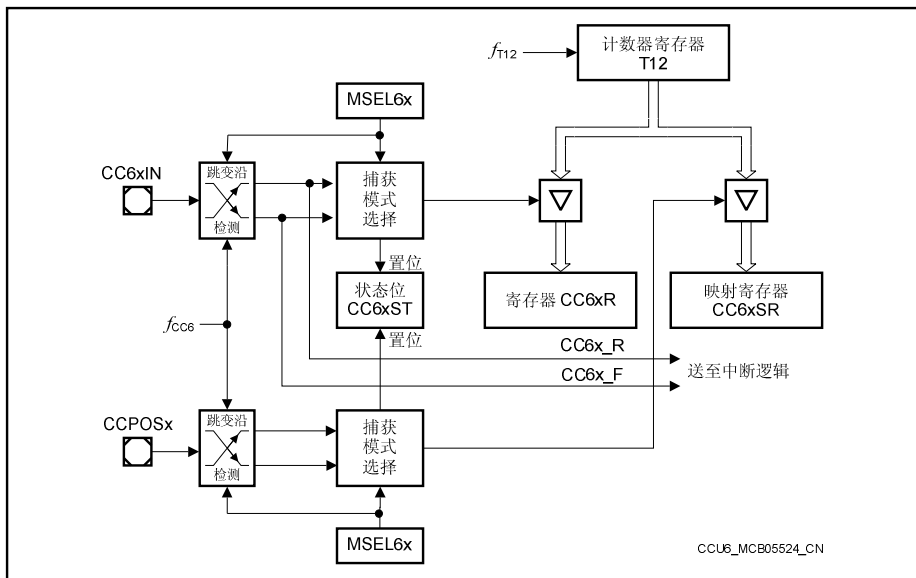 fT12
计数器寄存器
T12
MSEL6x
CC6xIN
跳变沿
检测
捕获
模式
选择
置位
状态位
CC6xST
寄存器 CC6xR
映射寄存器
CC6xSR
fCC6
置位
CC6x_R
CC6x_F
送至中断逻辑
CCPOSx
跳变沿
检测
捕获
模式
选择
MSEL6x
CCU6_MCB05524_CN